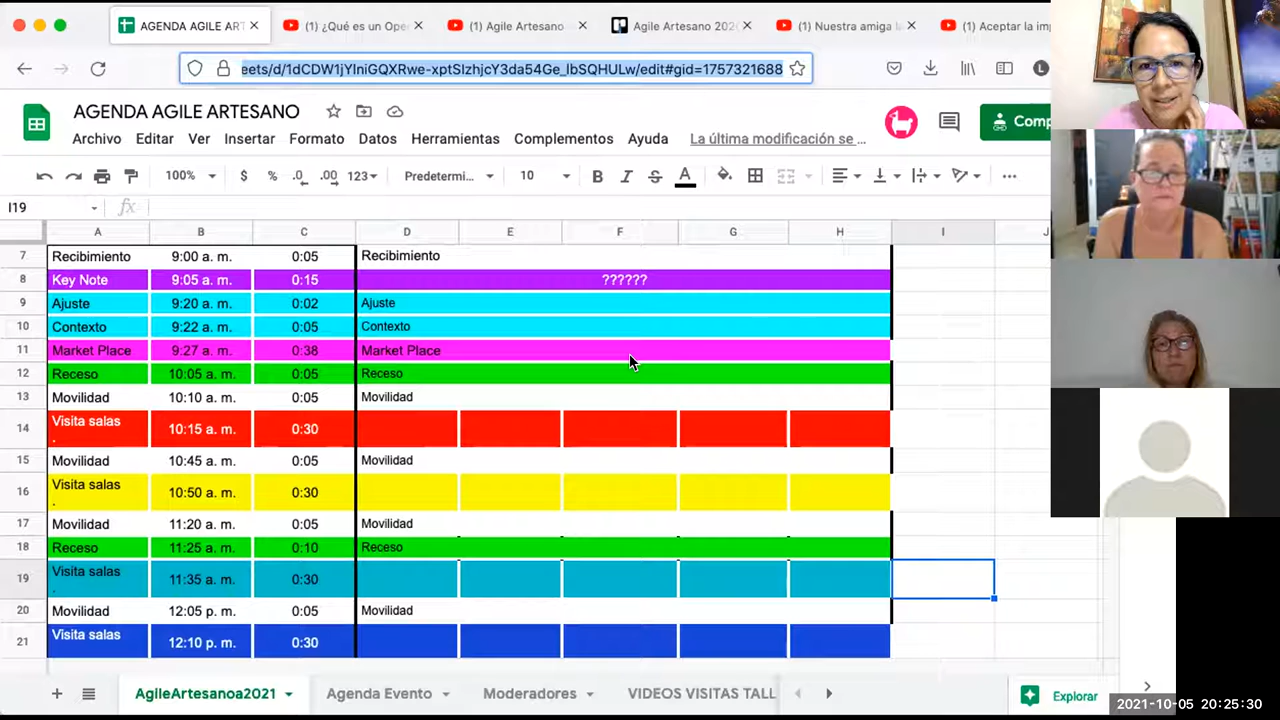 AGENDA AGILE ART
(1) ¿Qué es un Ope
(1) Agile Artesano
Agile Artesano 202
(1) Nuestra amiga l
(1) Aceptar la imp
eets/d/1dCDW1jYIniGQXRwe-xptSIzhjcY3da54Ge_lbSQHULw/edit#gid=1757321688
L
AGENDA AGILE ARTESANO
Archivo Editar Ver Insertar Formato Datos Herramientas Complementos Ayuda La última modificación se ...
Comp
100% $ % .0 .00 123 Predetermi... 10 B I S A ...
I19 fx
A B C D E F G H I J
7 Recibimiento 9:00 a. m. 0:05 Recibimiento
8 Key Note 9:05 a. m. 0:15 ??????
9 Ajuste 9:20 a. m. 0:02 Ajuste
10 Contexto 9:22 a. m. 0:05 Contexto
11 Market Place 9:27 a. m. 0:38 Market Place
12 Receso 10:05 a. m. 0:05 Receso
13 Movilidad 10:10 a. m. 0:05 Movilidad
14 Visita salas . 10:15 a. m. 0:30
15 Movilidad 10:45 a. m. 0:05 Movilidad
16 Visita salas . 10:50 a. m. 0:30
17 Movilidad 11:20 a. m. 0:05 Movilidad
18 Receso 11:25 a. m. 0:10 Receso
19 Visita salas . 11:35 a. m. 0:30
20 Movilidad 12:05 p. m. 0:05 Movilidad
21 Visita salas 12:10 p. m. 0:30
AgileArtesanoa2021 Agenda Evento Moderadores VIDEOS VISITAS TALL Explorar
2021-10-05 20:25:30